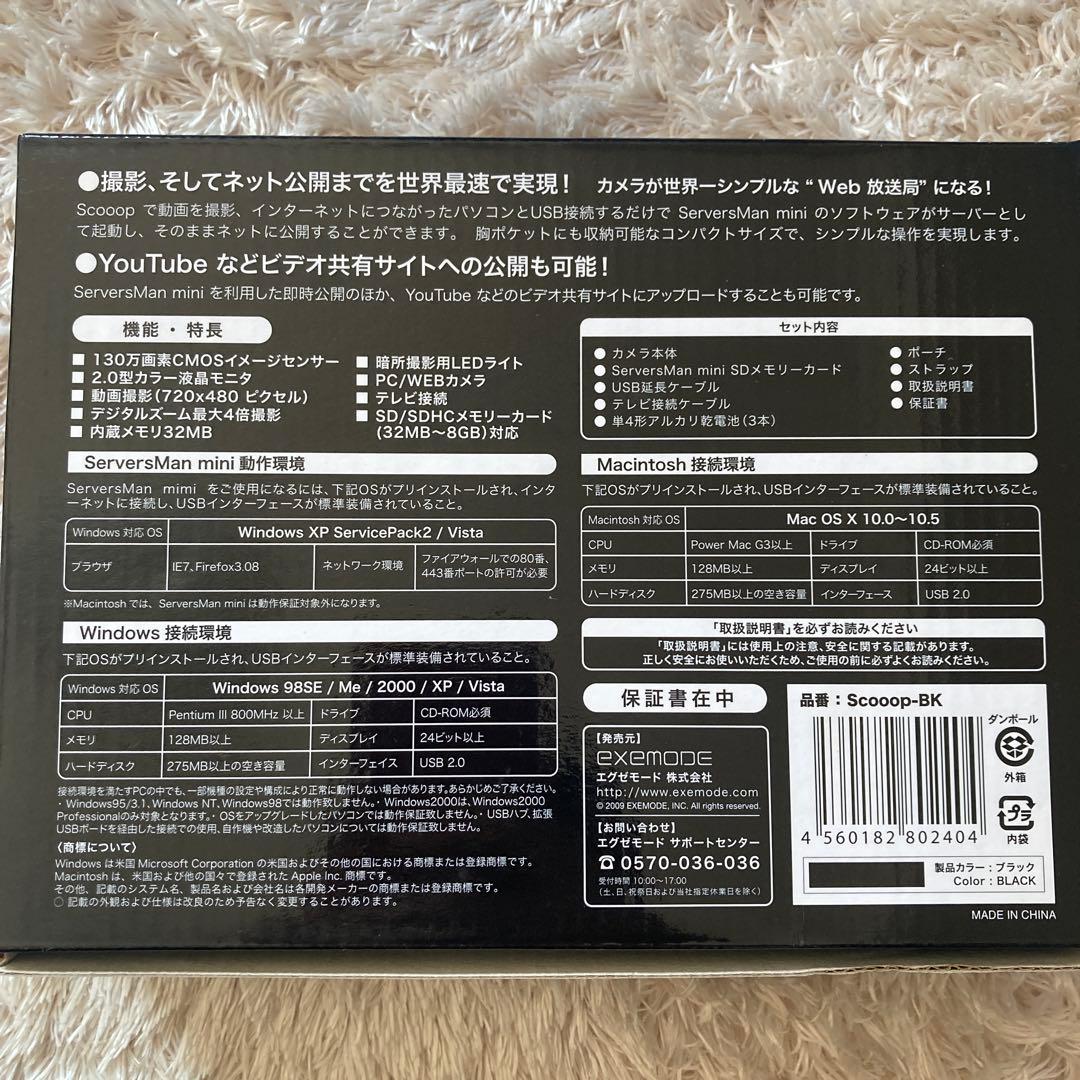 ●撮影、そしてネット公開までを世界最速で実現! カメラが世界一シンプルな “Web 放送局” になる!
Scooop で動画を撮影、インターネットにつながったパソコンとUSB接続するだけで ServersMan mini のソフトウェアがサーバーとし
て起動し、そのままネットに公開することができます。 胸ポケットにも収納可能なコンパクトサイズで、シンプルな操作を実現します。
●YouTube などビデオ共有サイトへの公開も可能!
ServersMan mini を利用した即時公開のほか、YouTube などのビデオ共有サイトにアップロードすることも可能です。
機能・特長
■ 130万画素CMOSイメージセンサー
■ 2.0型カラー液晶モニタ
■ 動画撮影(720x480 ピクセル)
■ デジタルズーム最大4倍撮影
■ 内蔵メモリ32MB
■ 暗所撮影用LEDライト
■ PC/WEBカメラ
■ テレビ接続
■ SD/SDHCメモリーカード
(32MB〜8GB)対応
セット内容
● カメラ本体
● ServersMan mini SDメモリーカード
● USB延長ケーブル
● テレビ接続ケーブル
● 単4形アルカリ乾電池(3本)
● ポーチ
● ストラップ
● 取扱説明書
● 保証書
ServersMan mini 動作環境
ServersMan mimi をご使用になるには、下記OSがプリインストールされ、インタ
ーネットに接続し、USBインターフェースが標準装備されていること。
Windows 対応 OS Windows XP ServicePack2 / Vista
ブラウザ IE7、Firefox3.08 ネットワーク環境 ファイアウォールでの80番、
443番ポートの許可が必要
※Macintosh では、ServersMan mini は動作保証対象外になります。
Windows 接続環境
下記OSがプリインストールされ、USBインターフェースが標準装備されていること。
Windows 対応 OS Windows 98SE / Me / 2000 / XP / Vista
CPU Pentium III 800MHz 以上 ドライブ CD-ROM必須
メモリ 128MB以上 ディスプレイ 24ビット以上
ハードディスク 275MB以上の空き容量 インターフェイス USB 2.0
接続環境を満たすPCの中でも、一部機種の設定や構成により正常に動作しない場合があります。あらかじめご了承ください。
・Windows95/3.1、Windows NT、Windows98では動作致しません。・Windows2000は、Windows2000
Professionalのみ対象となります。・OSをアップグレードしたパソコンでは動作保証致しません。・USBハブ、拡張
USBボードを経由した接続での使用、自作機や改造したパソコンについては動作保証致しません。
〈商標について〉
Windows は米国 Microsoft Corporation の米国およびその他の国における商標または登録商標です。
Macintosh は、米国および他の国々で登録された Apple Inc. 商標です。
その他、記載のシステム名、製品名および会社名は各開発メーカーの商標または登録商標です。
○ 記載の外観および仕様は改良のため予告なく変更することがあります。
Macintosh 接続環境
下記OSがプリインストールされ、USBインターフェースが標準装備されていること。
Macintosh 対応 OS Mac OS X 10.0〜10.5
CPU Power Mac G3以上 ドライブ CD-ROM必須
メモリ 128MB以上 ディスプレイ 24ビット以上
ハードディスク 275MB以上の空き容量 インターフェース USB 2.0
「取扱説明書」を必ずお読みください
「取扱説明書」には使用上の注意、安全に関する記載があります。
正しく安全にお使いいただくため、ご使用の前に必ずよくお読みください。
保証書在中
【発売元】
exemode
エグゼモード 株式会社
http://www.exemode.com
© 2009 EXEMODE, INC. All rights reserved.
【お問い合わせ】
エグゼモード サポートセンター
☎ 0570-036-036
受付時間 10:00〜17:00
(土、日、祝祭日および当社指定休業日を除く)
品番 : Scooop-BK
4 560182 802404
ダンボール
外箱
プラ
内袋
製品カラー : ブラック
Color : BLACK
MADE IN CHINA